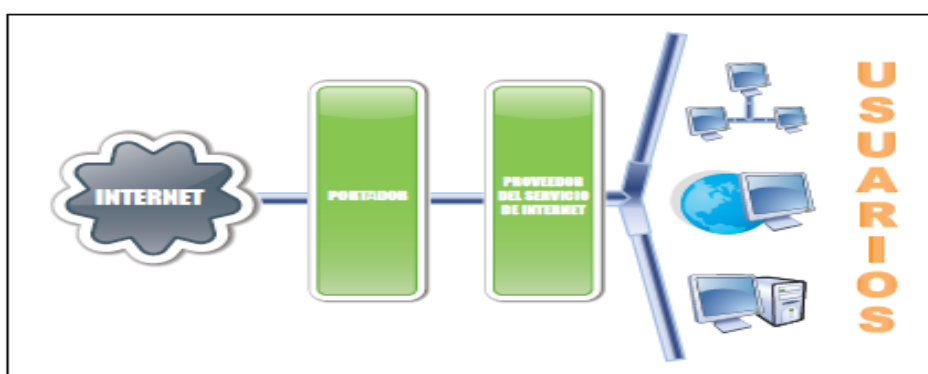 INTERNET
PORTADOR
PROVEEDOR
DEL SERVICIO
DE INTERNET
USUARIOS